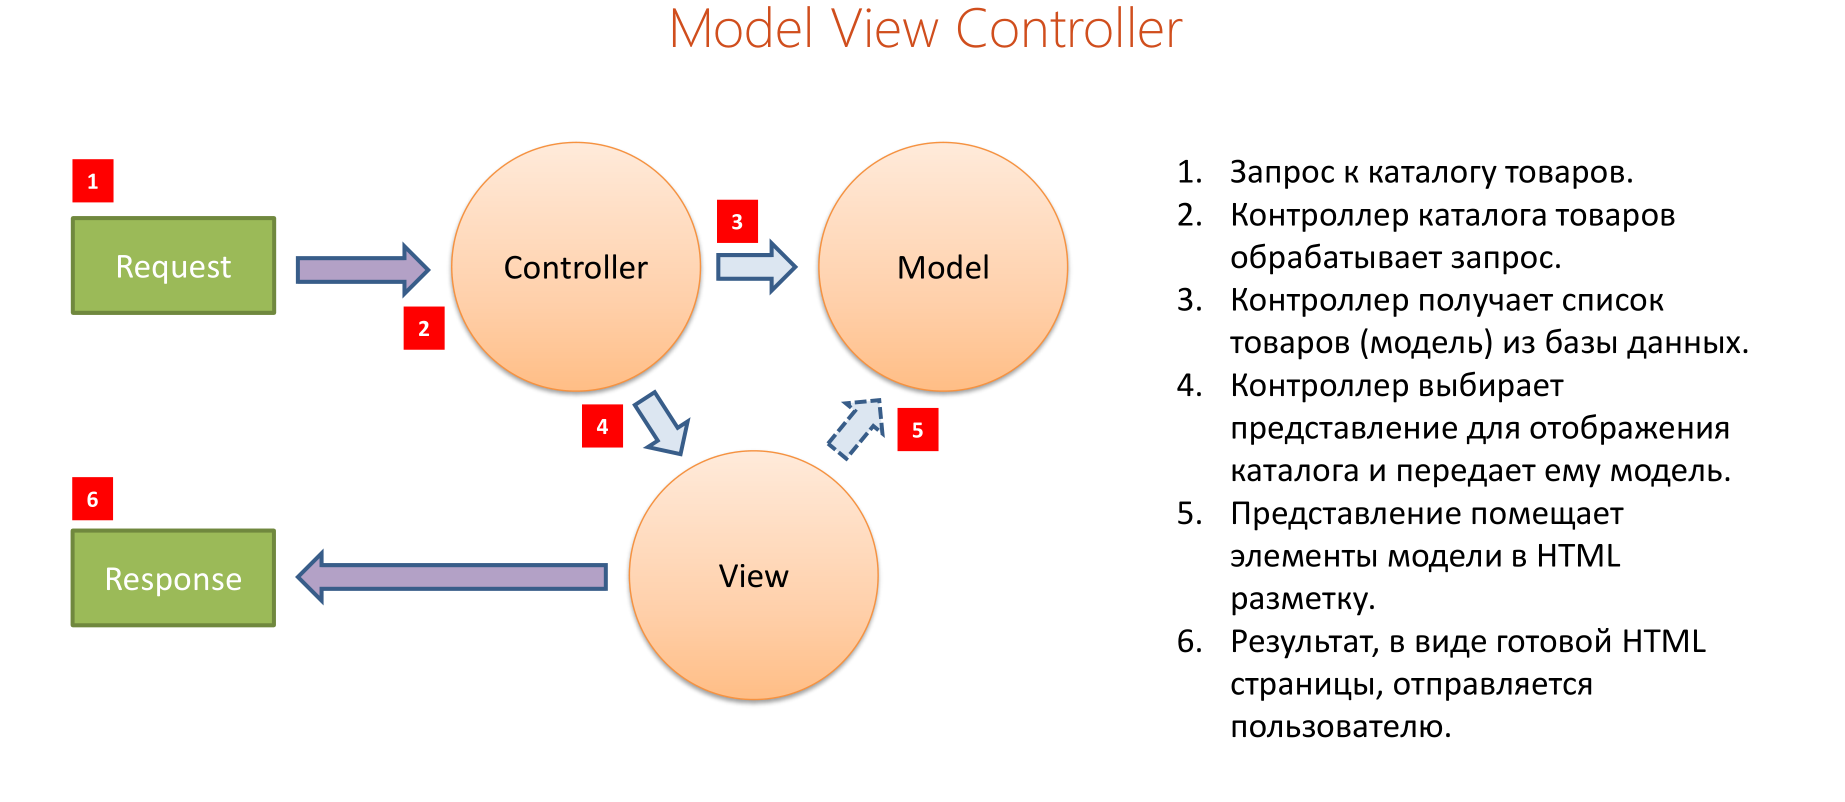 Model View Controller
1
Request
2
Controller
3
Model
4
5
6
Response
View
1. Запрос к каталогу товаров.
2. Контроллер каталога товаров
обрабатывает запрос.
3. Контроллер получает список
товаров (модель) из базы данных.
4. Контроллер выбирает
представление для отображения
каталога и передает ему модель.
5. Представление помещает
элементы модели в HTML
разметку.
6. Результат, в виде готовой HTML
страницы, отправляется
пользователю.